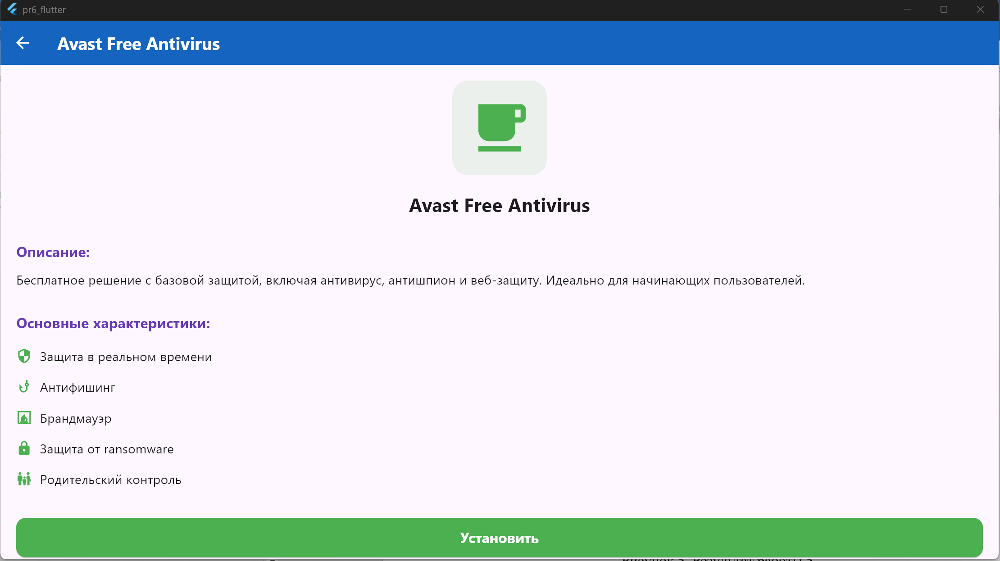 pr6_flutter
Avast Free Antivirus
Avast Free Antivirus
Описание:
Бесплатное решение с базовой защитой, включая антивирус, антишпион и веб-защиту. Идеально для начинающих пользователей.
Основные характеристики:
Защита в реальном времени
Антифишинг
Брандмауэр
Защита от ransomware
Родительский контроль
Установить